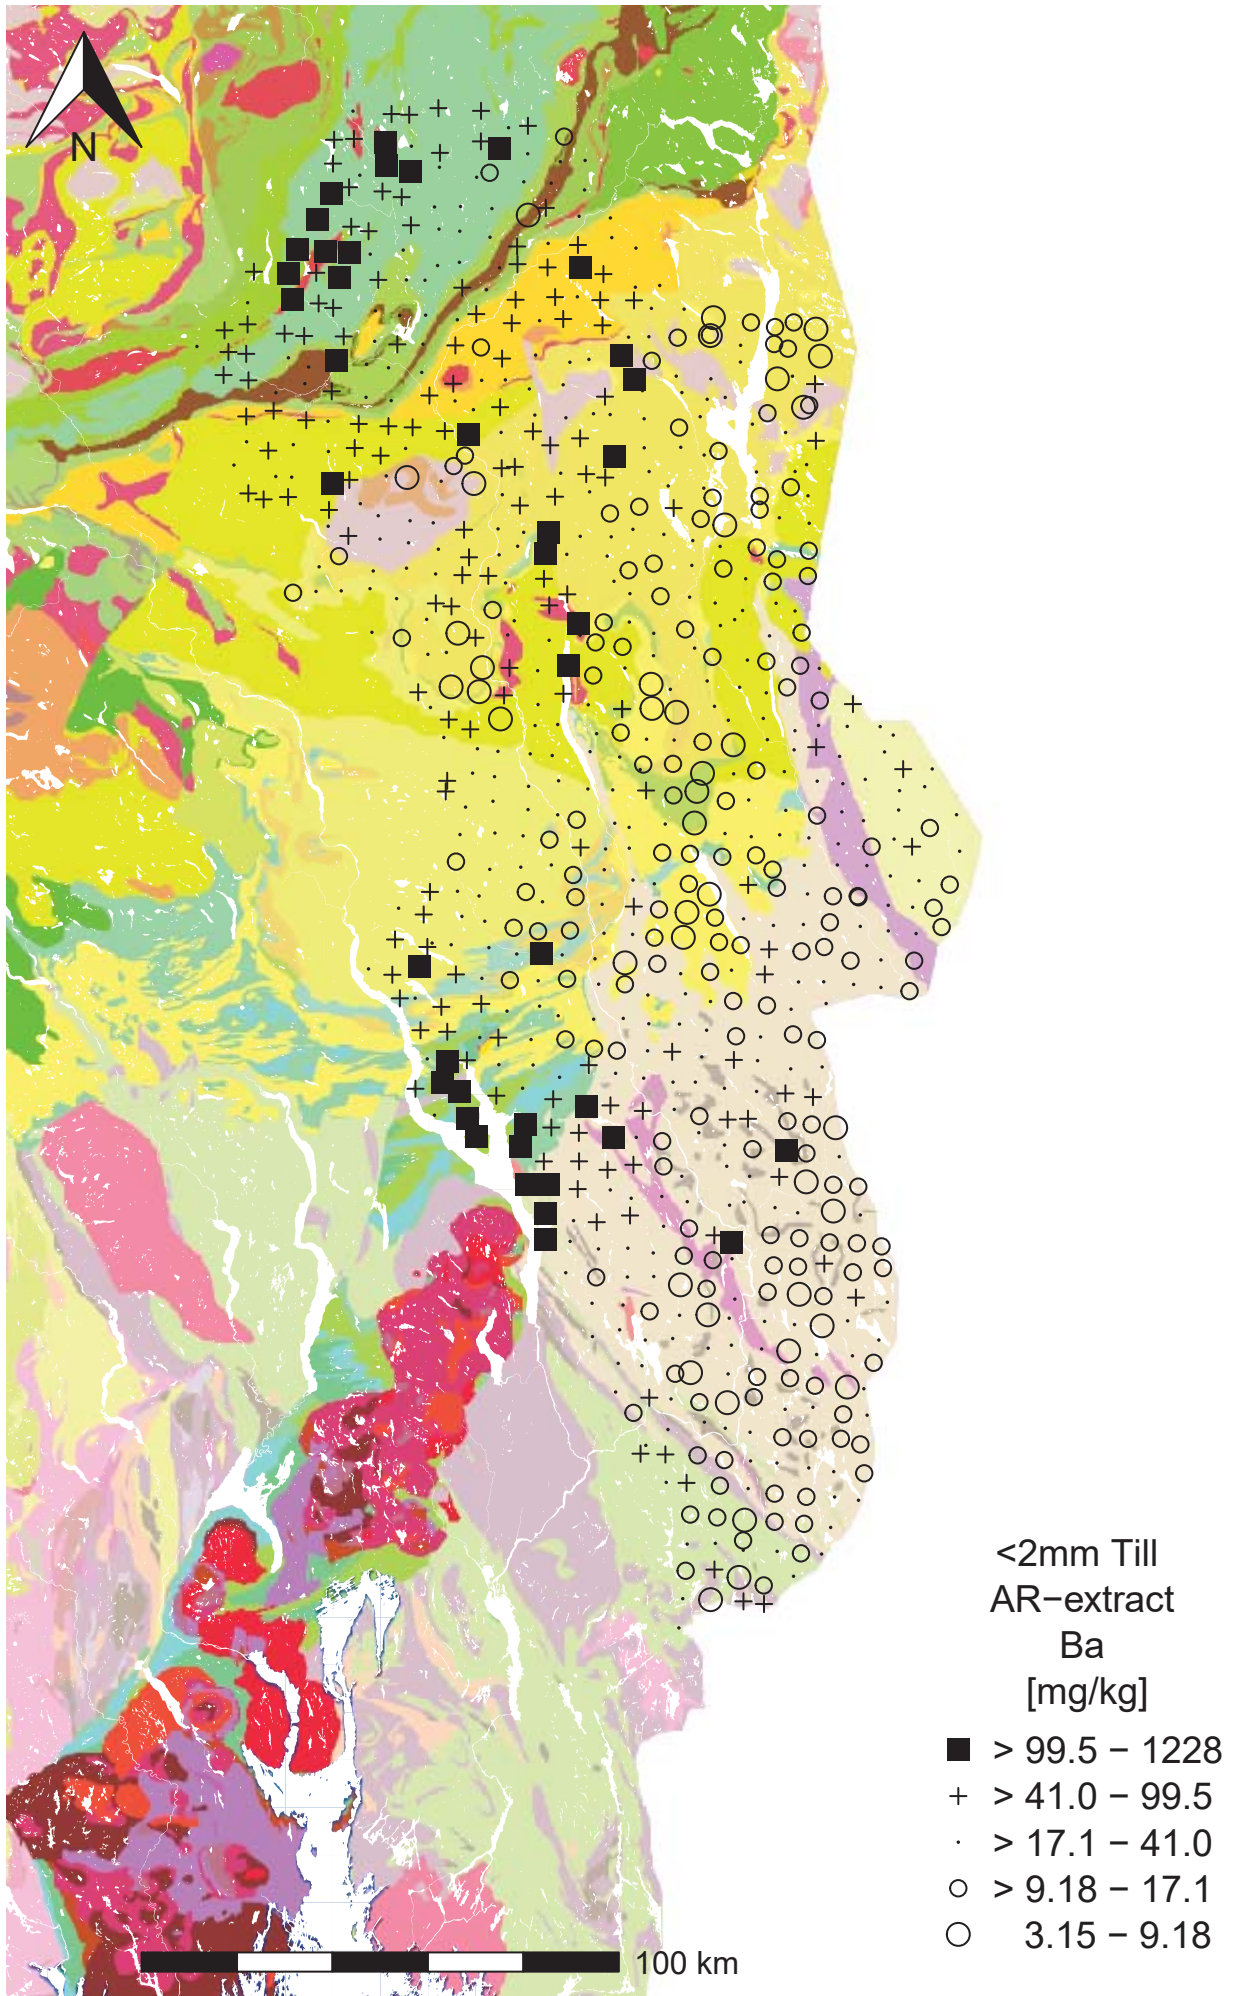 N
<2mm Till
AR−extract
Ba
[mg/kg]
> 99.5 − 1228
> 41.0 − 99.5
> 17.1 − 41.0
> 9.18 − 17.1
3.15 − 9.18
100 km